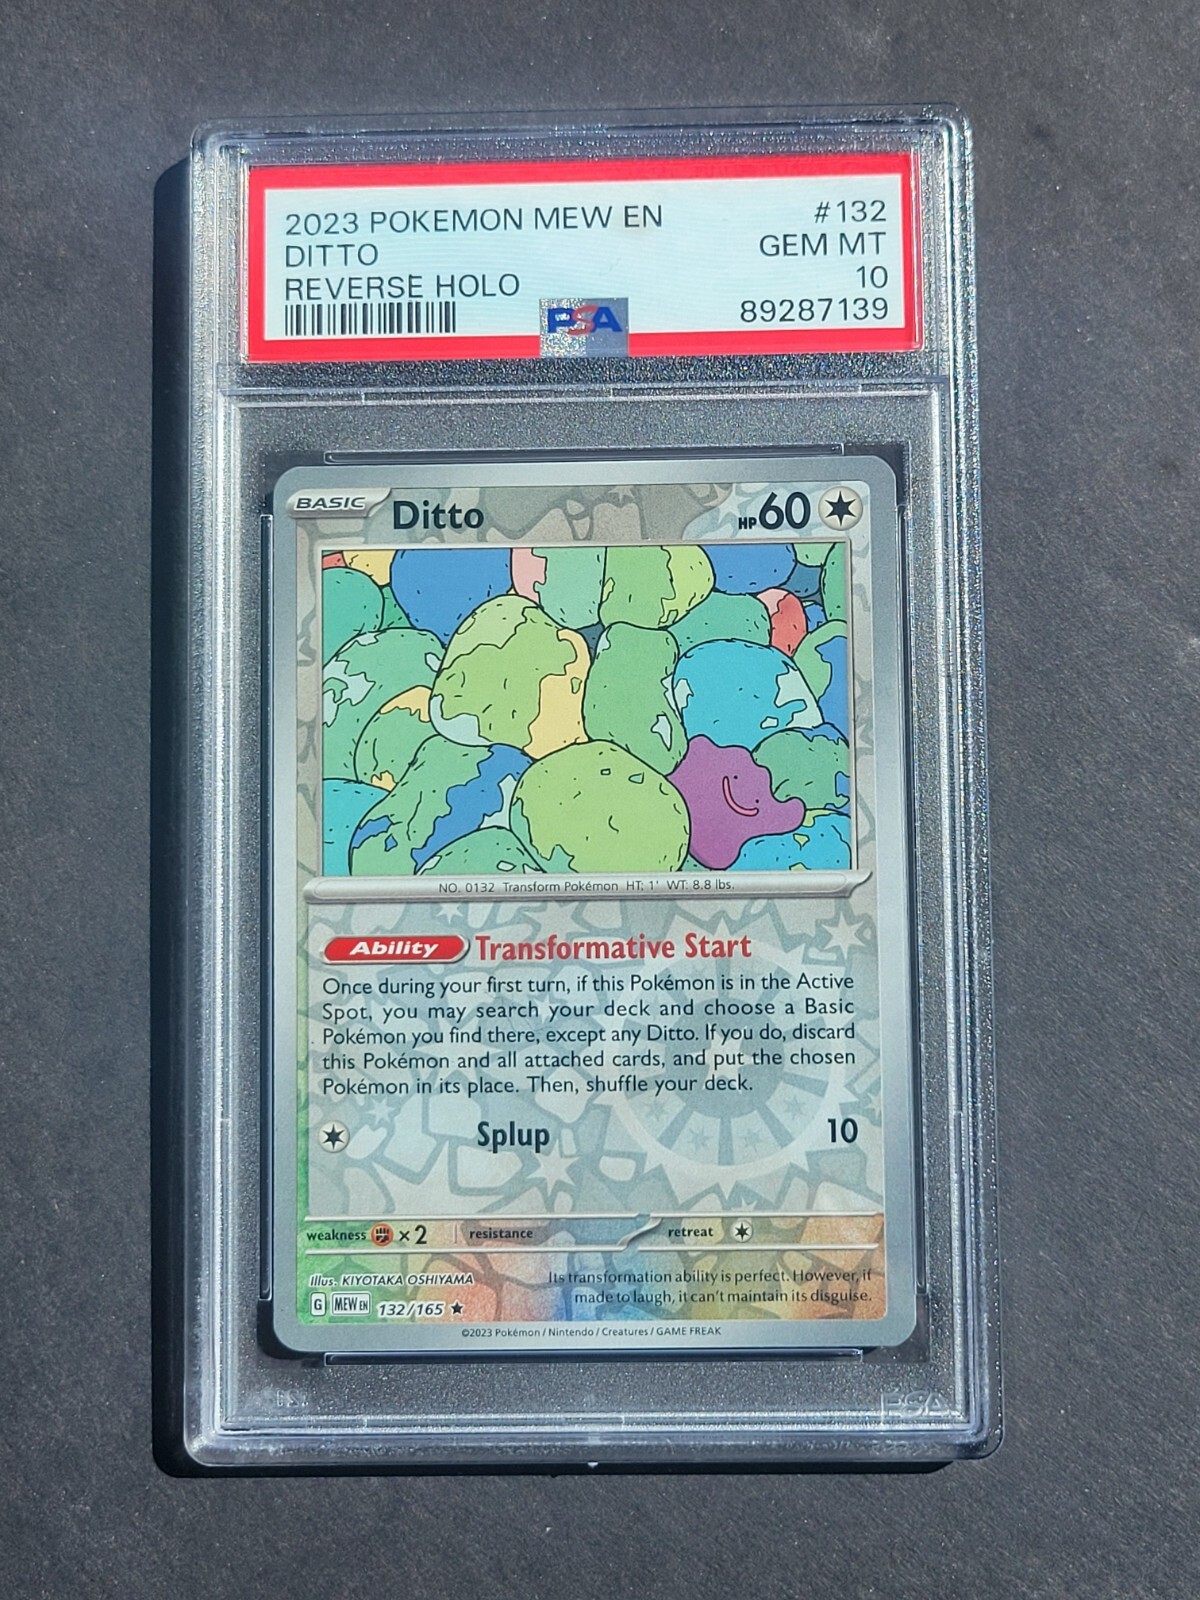 2023 POKEMON MEW EN #132
DITTO GEM MT
REVERSE HOLO 10
PSA 89287139
BASIC Ditto HP60
NO. 0132 Transform Pokémon HT: 1' WT: 8.8 lbs.
Ability Transformative Start
Once during your first turn, if this Pokémon is in the Active
Spot, you may search your deck and choose a Basic
Pokémon you find there, except any Ditto. If you do, discard
this Pokémon and all attached cards, and put the chosen
Pokémon in its place. Then, shuffle your deck.
Splup 10
weakness ×2 resistance retreat
Illus. KIYOTAKA OSHIYAMA
Its transformation ability is perfect. However, if
made to laugh, it can't maintain its disguise.
G MEW EN 132/165 ★
©2023 Pokémon / Nintendo / Creatures / GAME FREAK
PSA